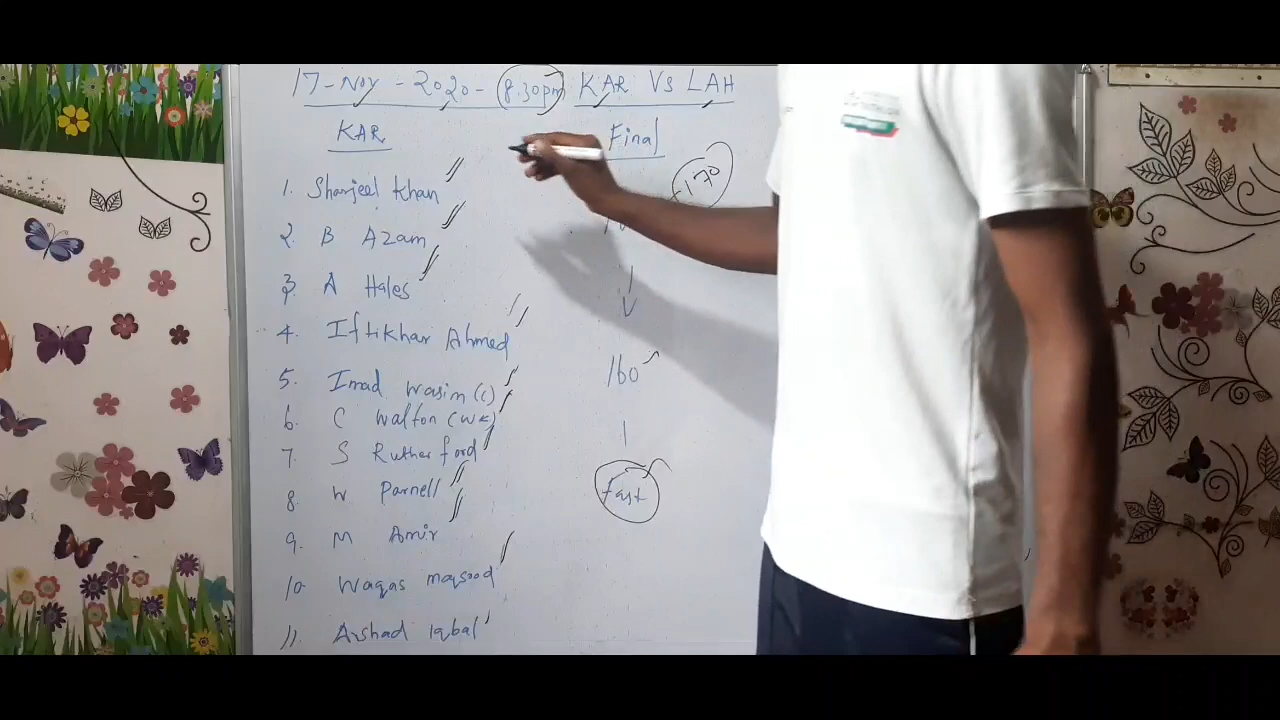 17-Nov-2020-8.30pm KAR VS LAH
KAR
Final
1. Sharjeel Khan
2. B Azam
3. A Hales
4. Iftikhar Ahmed
5. Imad Wasim (c)
6. C Walton (WK)
7. S Rutherford
8 W Parnell
9. M Amir
10 Waqas maqsood
11. Arshad Iqbal
170
160
fast